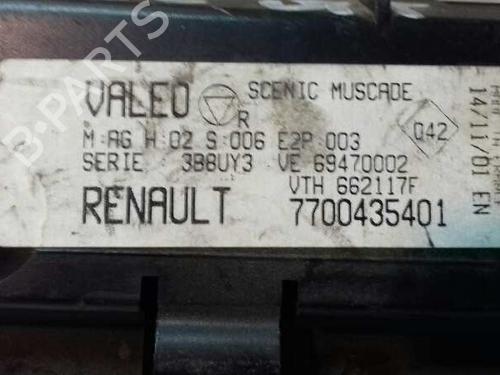 VALEO R SCENIC MUSCADE
M:AG H:02 S:006 E2P:003
SERIE : 3B8UY3 VE 69470002
VTH 662117F
RENAULT 7700435401
Q42
14/11/01 EN
B-PARTS